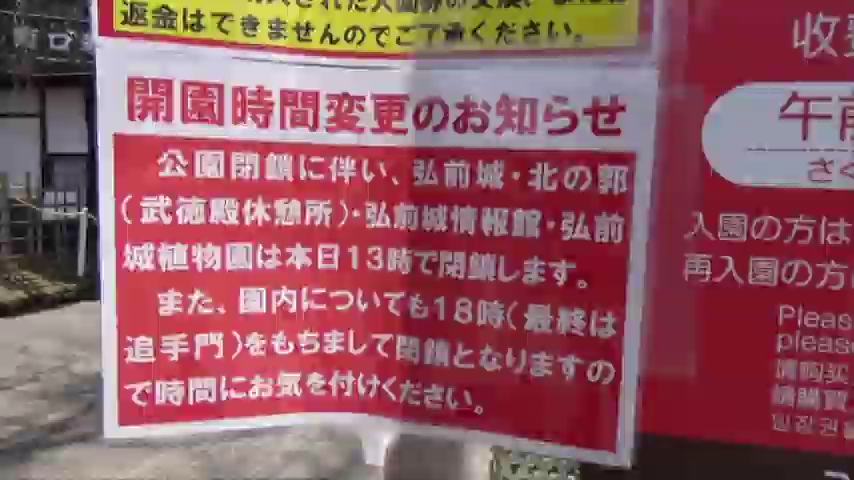 返金はできませんのでご了承ください。
開園時間変更のお知らせ
公園閉鎖に伴い、弘前城・北の郭
(武徳殿休憩所)・弘前城情報館・弘前
城植物園は本日13時で閉鎖します。
また、園内についても18時(最終は
追手門)をもちまして閉鎖となりますの
で時間にお気を付けください。
午前
入園の方は
再入園の方
Pleas
please